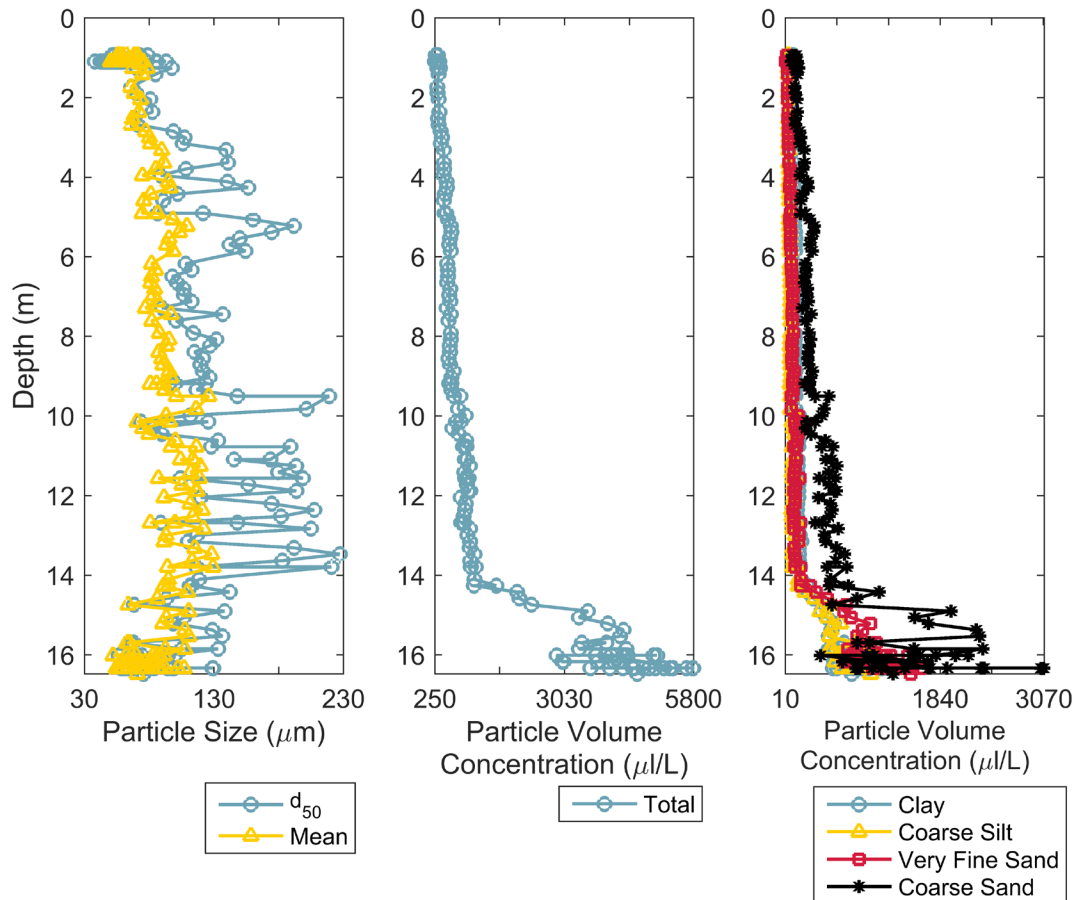 0
2
4
6
8
10
12
14
16
Depth (m)
30
130
230
Particle Size (μm)
d50
Mean
0
2
4
6
8
10
12
14
16
250
3030
5800
Particle Volume
Concentration (μl/L)
Total
0
2
4
6
8
10
12
14
16
10
1840
3070
Particle Volume
Concentration (μl/L)
Clay
Coarse Silt
Very Fine Sand
Coarse Sand